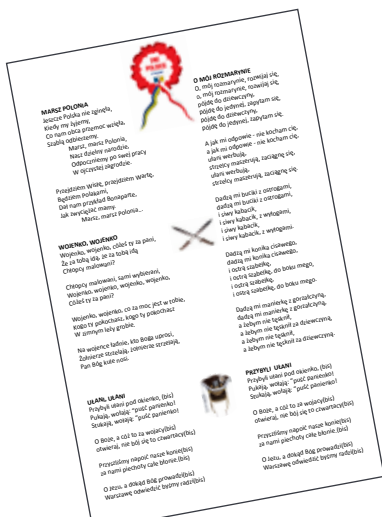 MARSZ POLONIA
Jeszcze Polska nie zginęła,
Kiedy my żyjemy,
Co nam obca przemoc wzięła,
Szablą odbierzemy.
Marsz, marsz Polonia,
Nasz dzielny narodzie,
Odpoczniemy po swej pracy
W ojczystej zagrodzie.
Przejdziem Wisłę, przejdziem Wartę,
Będziem Polakami,
Dał nam przykład Bonaparte,
Jak zwyciężać mamy.
Marsz, marsz Polonia...
WOJENKO, WOJENKO
Wojenko, wojenko, cóżeś ty za pani,
Że za tobą idą, że za tobą idą
Chłopcy malowani?
Chłopcy malowani, sami wybierani,
Wojenko, wojenko, wojenko, wojenko,
Cóżeś ty za pani?
Wojenko, wojenko, co za moc jest w tobie,
kogo ty pokochasz, kogo ty pokochasz
W zimnym leży grobie.
Na wojence ładnie, kto Boga uprosi,
Żołnierze strzelają, żołnierze strzelają,
Pan Bóg kule nosi.
UŁANI, UŁANI
Przybyli ułani pod okienko,(bis)
Pukają, wołają: "puść panienko!
Stukają, wołają: "puść panienko!
O Boże, a cóż to za wojacy(bis)
otwieraj, nie bój się to czwartacy(bis)
Przyszliśmy napoić nasze konie(bis)
za nami piechoty całe błonie.(bis)
O Jezu, a dokąd Bóg prowadzi(bis)
Warszawę odwiedzić byśmy radzi(bis)
O MÓJ ROZMARYNIE
O, mój rozmarynie, rozwijaj się,
o, mój rozmarynie, rozwijaj się,
pójdę do dziewczyny,
pójdę do jedynej, zapytam się,
pójdę do dziewczyny,
pójdę do jedynej, zapytam się.
A jak mi odpowie - nie kocham cię,
a jak mi odpowie - nie kocham cię,
ułani werbują,
strzelcy maszerują, zaciągnę się.
ułani werbują,
strzelcy maszerują, zaciągnę się.
Dadzą mi buciki z ostrogami,
dadzą mi buciki z ostrogami,
i siwy kabacik,
i siwy kabacik, z wyłogami,
i siwy kabacik,
i siwy kabacik, z wyłogami.
Dadzą mi konika cisawego,
dadzą mi konika cisawego,
i ostrą szabelkę,
i ostrą szabelkę, do boku mego,
i ostrą szabelkę,
i ostrą szabelkę, do boku mego.
Dadzą mi manierkę z gorzałczyną,
dadzą mi manierkę z gorzałczyną,
a żebym nie tęsknił,
a żebym nie tęsknił za dziewczyną,
a żebym nie tęsknił,
a żebym nie tęsknił za dziewczyną.
PRZYBYLI UŁANI
Przybyli ułani pod okienko,(bis)
Pukają, wołają: "puść panienko!
Stukają, wołają: "puść panienko!
O Boże, a cóż to za wojacy(bis)
otwieraj, nie bój się to czwartacy(bis)
Przyszliśmy napoić nasze konie(bis)
za nami piechoty całe błonie.(bis)
O Jezu, a dokąd Bóg prowadzi(bis)
Warszawę odwiedzić byśmy radzi(bis)